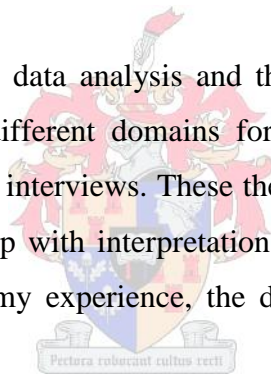 data analysis and th
ifferent domains for
interviews. These the
p with interpretation
my experience, the d
Pectora roborant cultus recti